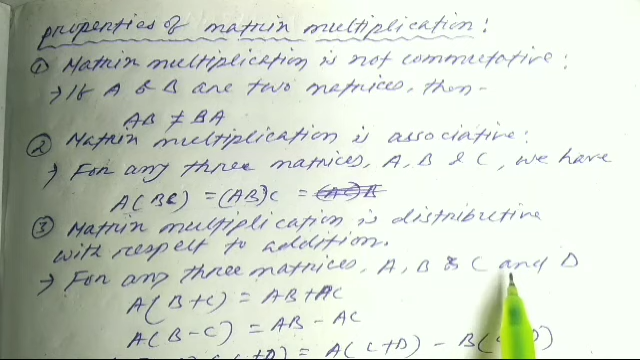 properties of matrix multiplication:
① Matrix multiplication is not commutative:
→ If A & B are two matrices, then-
AB ≠ BA
② Matrix multiplication is associative:
→ For any three matrices, A, B & C, we have
A(BC) = (AB)C =
③ Matrix multiplication is distributive
with respect to addition.
→ For any three matrices, A, B & C and D
A(B+C) = AB+AC
A(B-C) = AB - AC
C+D) = A(C+D) - B(